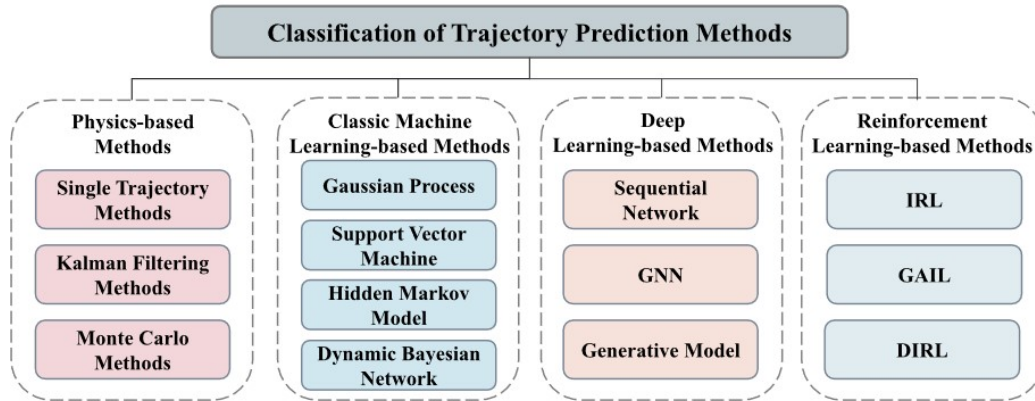 Classification of Trajectory Prediction Methods
Physics-based
Methods
Single Trajectory
Methods
Kalman Filtering
Methods
Monte Carlo
Methods
Classic Machine
Learning-based Methods
Gaussian Process
Support Vector
Machine
Hidden Markov
Model
Dynamic Bayesian
Network
Deep
Learning-based Methods
Sequential
Network
GNN
Generative Model
Reinforcement
Learning-based Methods
IRL
GAIL
DIRL